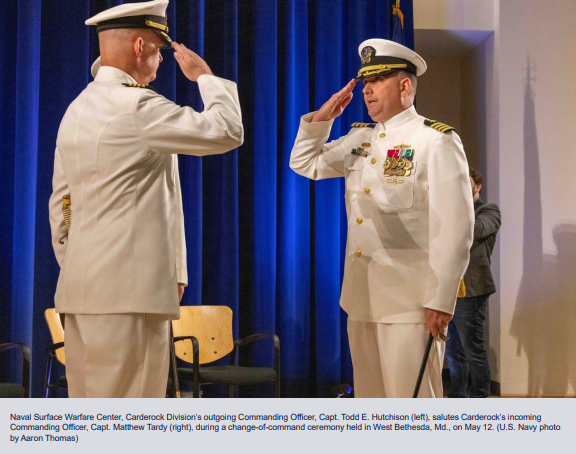 Naval Surface Warfare Center, Carderock Division's outgoing Commanding Officer, Capt. Todd E. Hutchison (left), salutes Carderock's incoming
Commanding Officer, Capt. Matthew Tardy (right), during a change-of-command ceremony held in West Bethesda, Md., on May 12. (U.S. Navy photo
by Aaron Thomas)